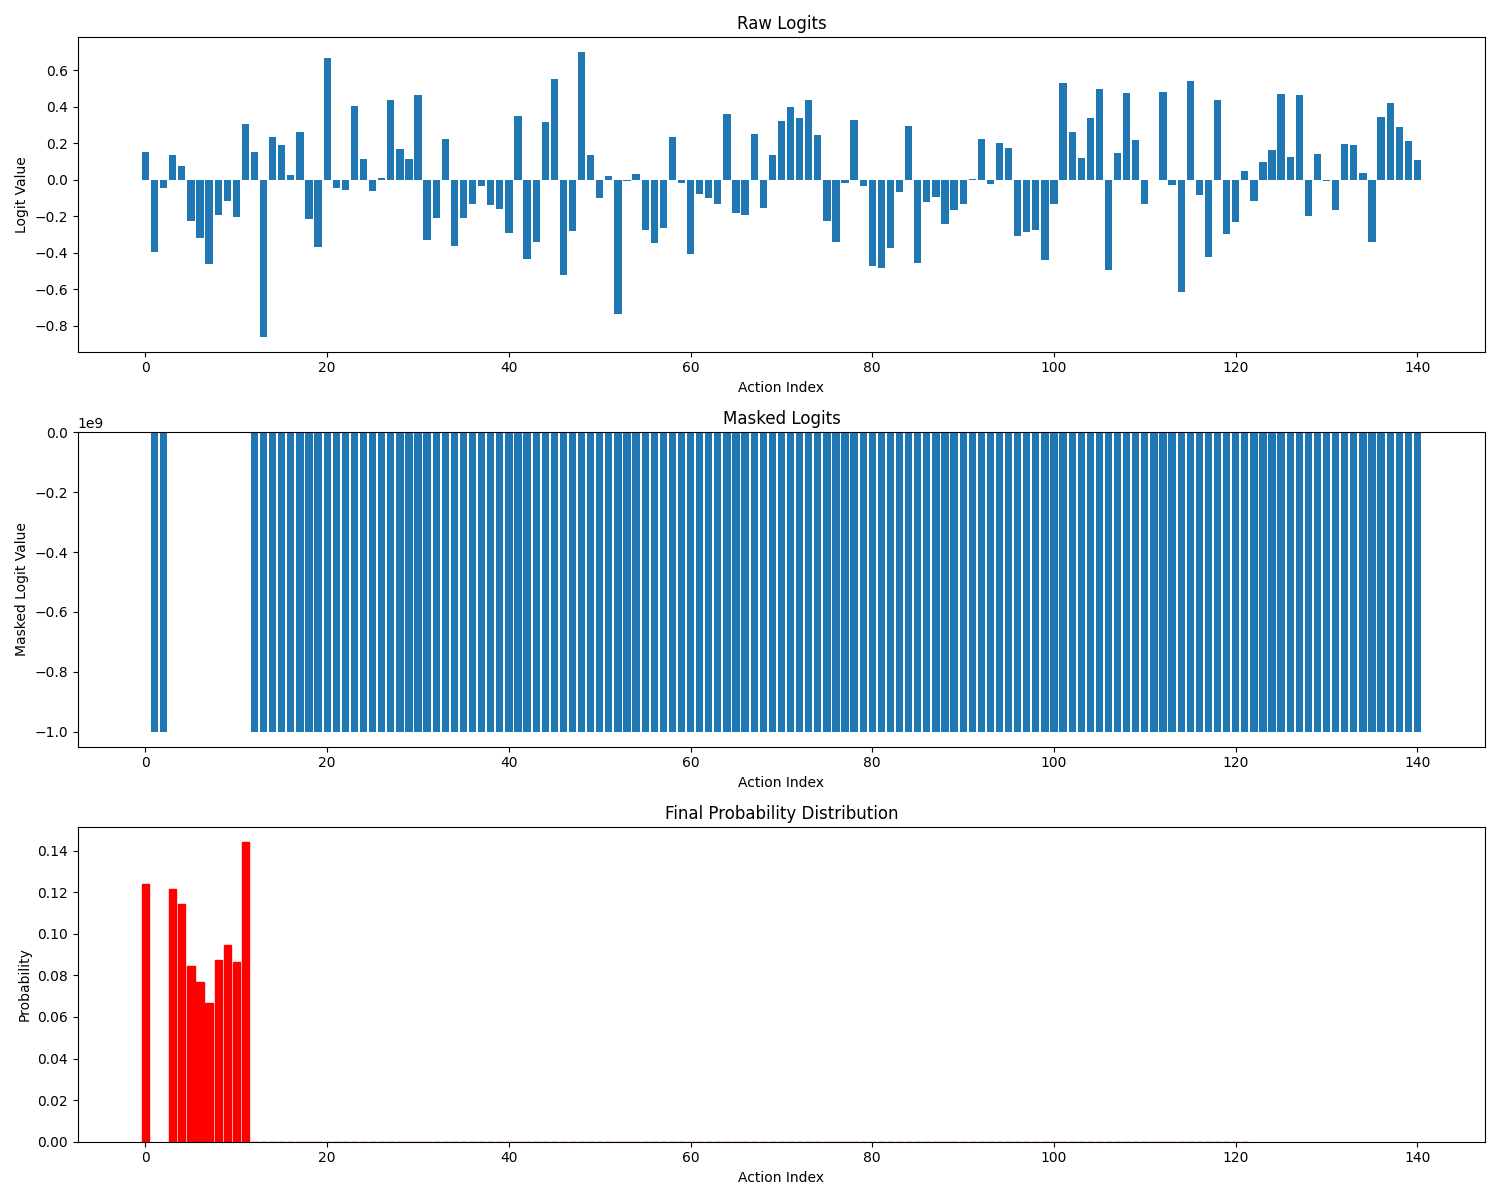 Raw Logits
0.6
0.4
0.2
0.0
−0.2
−0.4
−0.6
−0.8
Logit Value
0 20 40 60 80 100 120 140
Action Index
Masked Logits
1e9
0.0
−0.2
−0.4
−0.6
−0.8
−1.0
Masked Logit Value
0 20 40 60 80 100 120 140
Action Index
Final Probability Distribution
0.14
0.12
0.10
0.08
0.06
0.04
0.02
0.00
Probability
0 20 40 60 80 100 120 140
Action Index